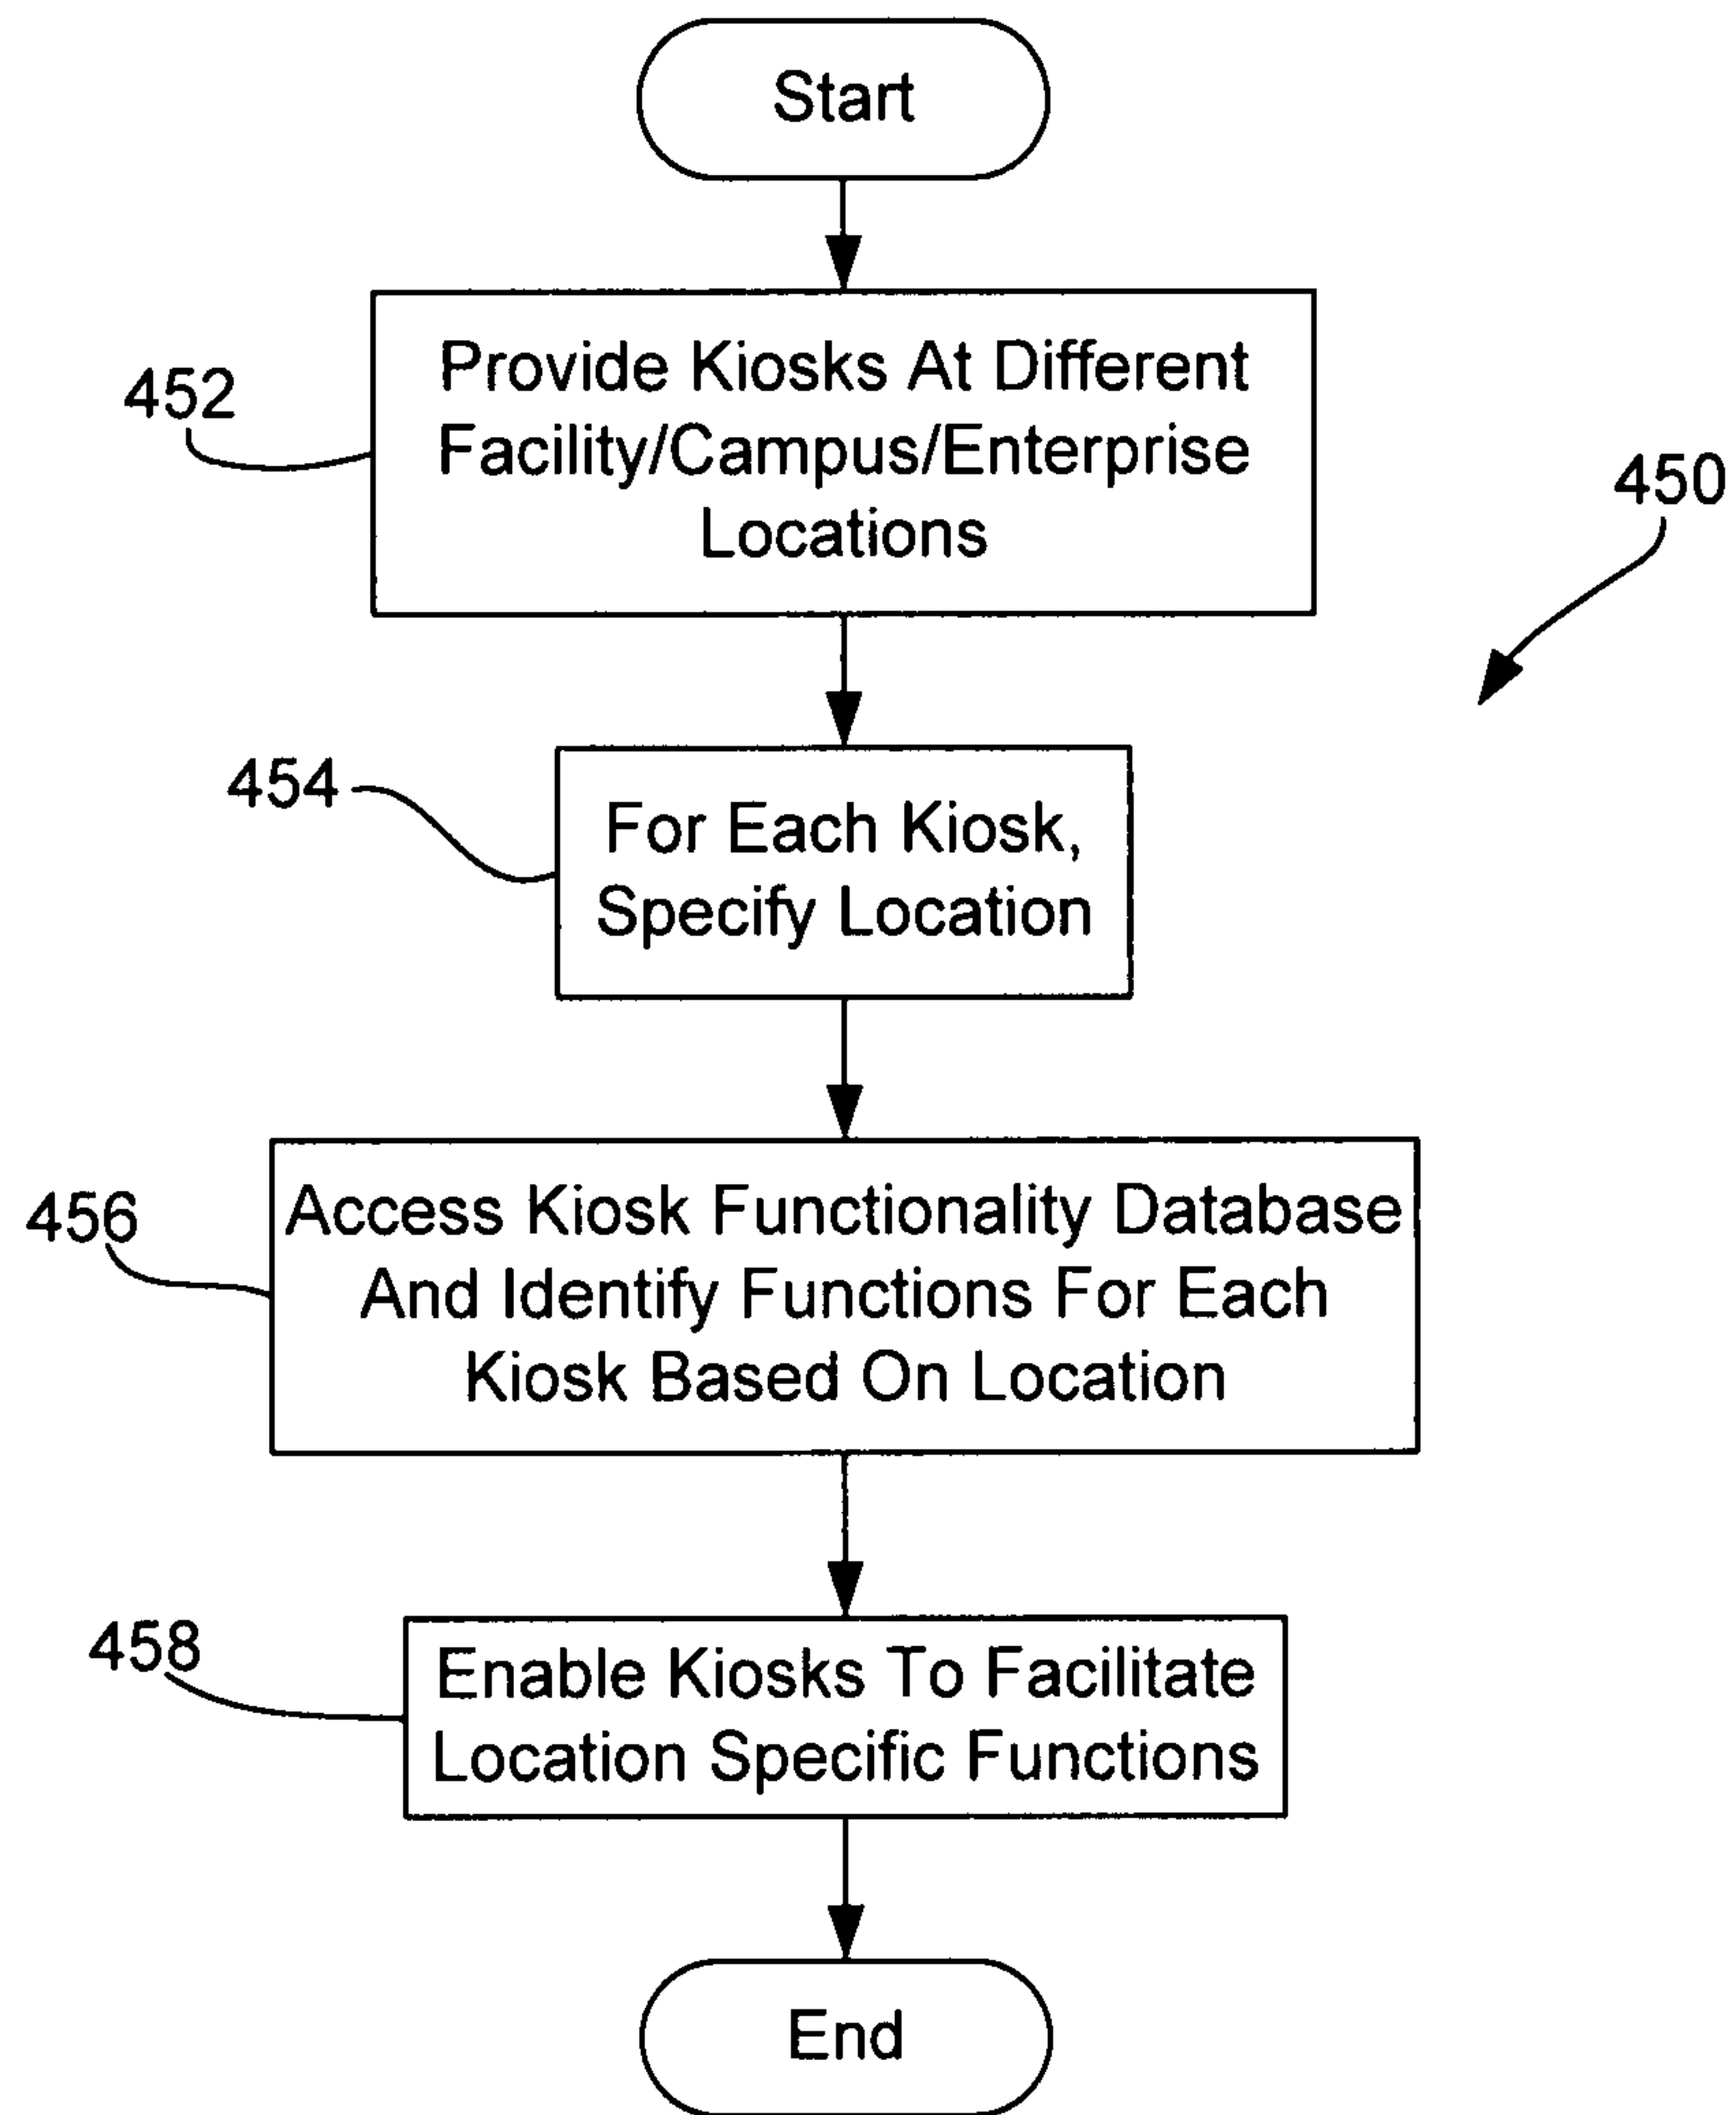 Start
452
Provide Kiosks At Different
Facility/Campus/Enterprise
Locations
450
454
For Each Kiosk,
Specify Location
456
Access Kiosk Functionality Database
And Identify Functions For Each
Kiosk Based On Location
458
Enable Kiosks To Facilitate
Location Specific Functions
End